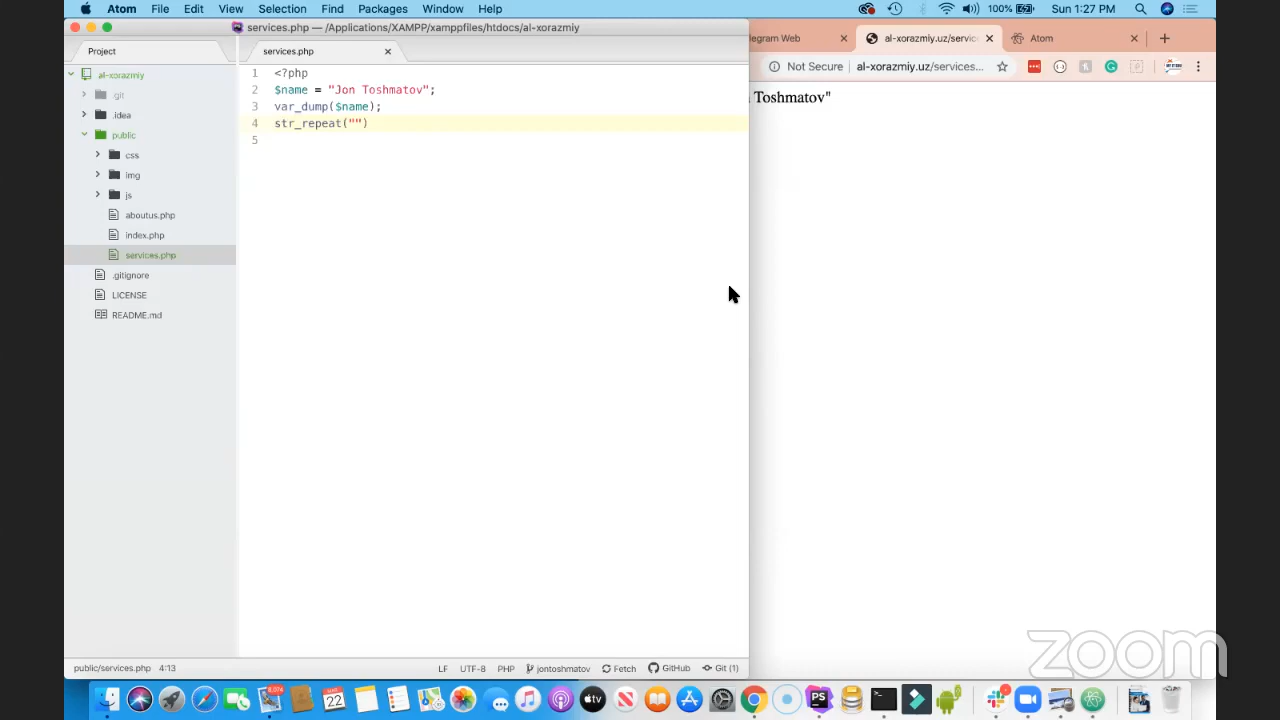 Atom File Edit View Selection Find Packages Window Help
100% Sun 1:27 PM
services.php — /Applications/XAMPP/xamppfiles/htdocs/al-xorazmiy
legram Web
al-xorazmiy.uz/servic
Atom
Project
services.php
Not Secure
al-xorazmiy.uz/services...
al-xorazmiy
.git
.idea
public
css
img
js
aboutus.php
index.php
services.php
.gitignore
LICENSE
README.md
1 <?php
2 $name = "Jon Toshmatov";
3 var_dump($name);
4 str_repeat("")
5
Toshmatov"
public/services.php 4:13
LF UTF-8 PHP jontoshmatov Fetch GitHub Git (1)
zoom
22
PS
tv